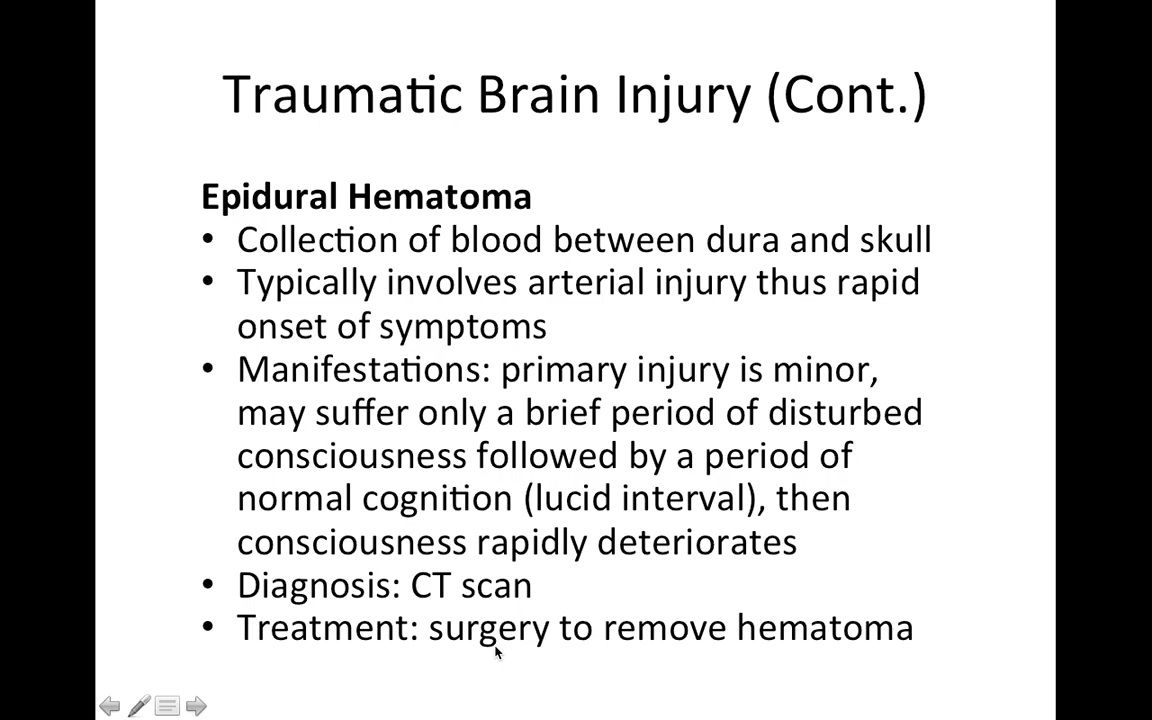 Traumatic Brain Injury (Cont.)
Epidural Hematoma
• Collection of blood between dura and skull
• Typically involves arterial injury thus rapid
onset of symptoms
• Manifestations: primary injury is minor,
may suffer only a brief period of disturbed
consciousness followed by a period of
normal cognition (lucid interval), then
consciousness rapidly deteriorates
• Diagnosis: CT scan
• Treatment: surgery to remove hematoma